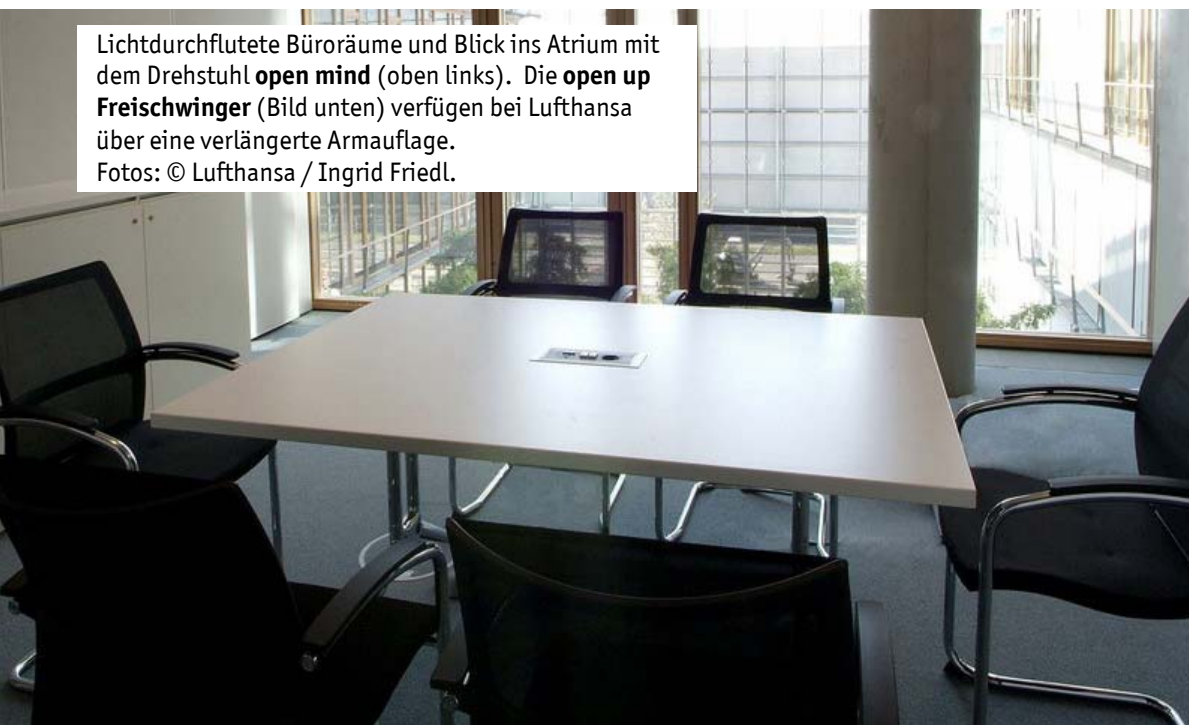 Lichtdurchflutete Büroräume und Blick ins Atrium mit
dem Drehstuhl open mind (oben links). Die open up
Freischwinger (Bild unten) verfügen bei Lufthansa
über eine verlängerte Armauflage.
Fotos: © Lufthansa / Ingrid Friedl.